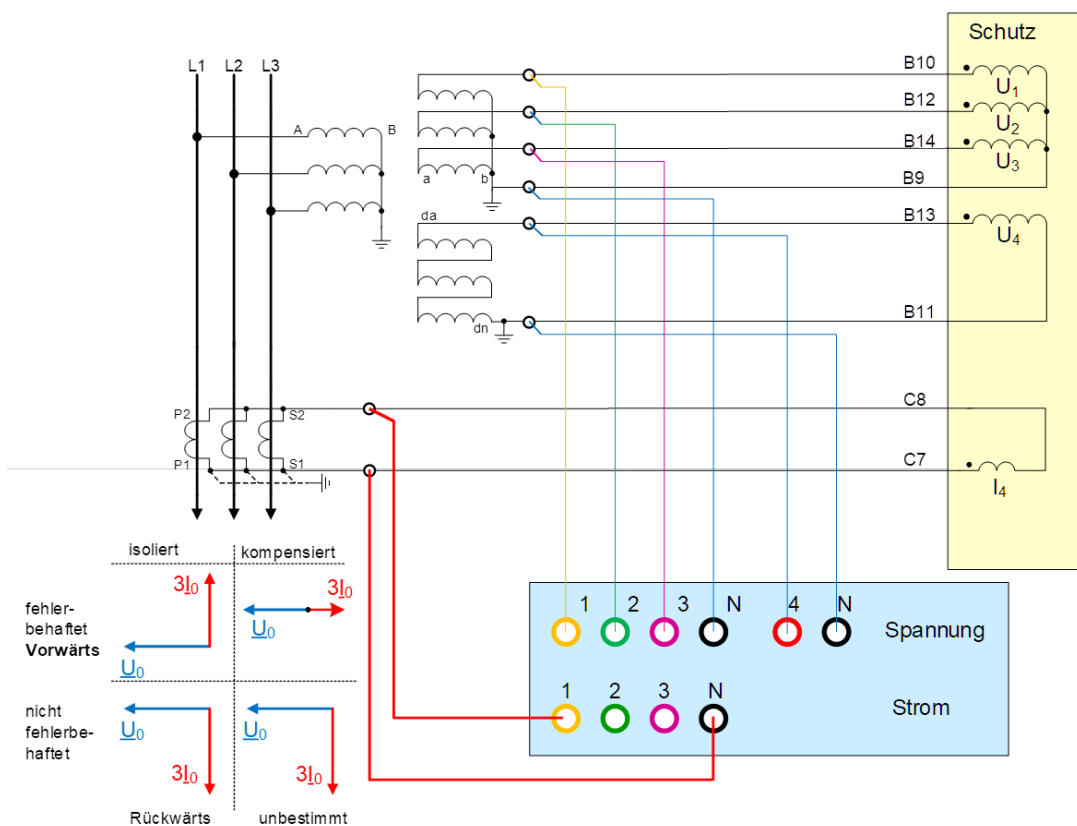 Schutz
L1 L2 L3
B10
U1
B12
U2
A B
B14
U3
a b
B9
da
B13
U4
dn
B11
P2 S2
C8
P1 S1
C7
I4
isoliert kompensiert
3I0 3I0
fehler-
behaftet
Vorwärts
U0
U0
nicht
fehlerbe-
haftet
U0 U0
3I0 3I0
Rückwärts unbestimmt
1 2 3 N 4 N
Spannung
1 2 3 N
Strom